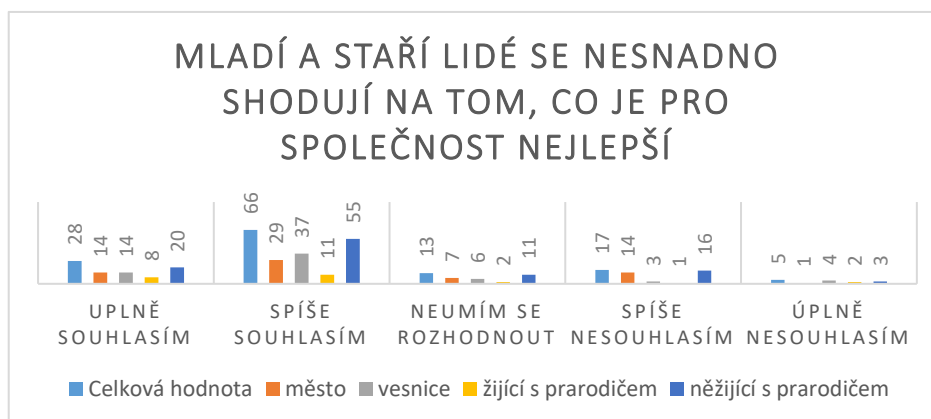 MLADÍ A STAŘÍ LIDÉ SE NESNADNO
SHODUJÍ NA TOM, CO JE PRO
SPOLEČNOST NEJLEPŠÍ
28 14 14 8 20
66 29 37 11 55
13 7 6 2 11
17 14 3 1 16
5 1 4 2 3
UPLNĚ
SOUHLASÍM
SPÍŠE
SOUHLASÍM
NEUMÍM SE
ROZHODNOUT
SPÍŠE
NESOUHLASÍM
ÚPLNĚ
NESOUHLASÍM
Celková hodnota město vesnice žijící s prarodičem něžijící s prarodičem